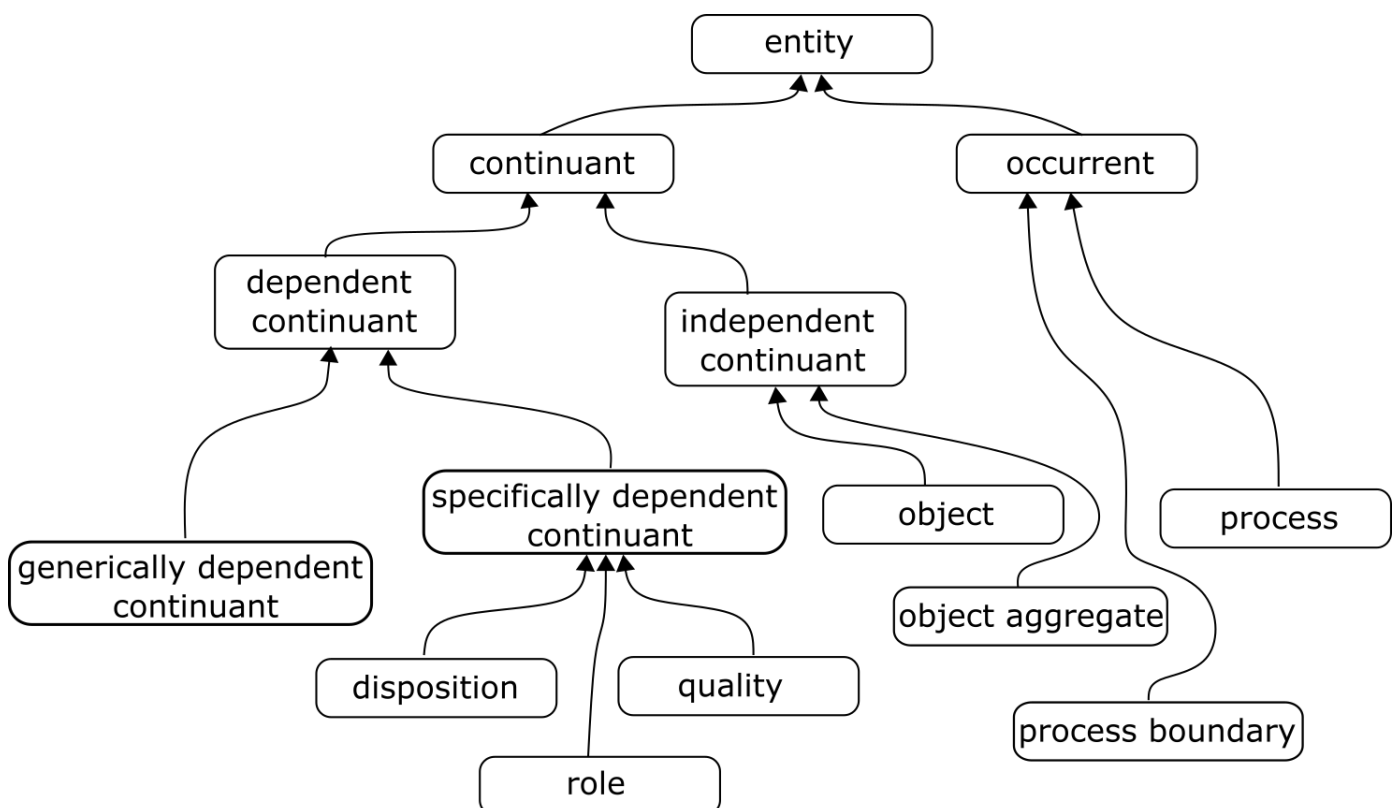 entity
continuant
occurrent
dependent
continuant
independent
continuant
specifically dependent
continuant
object
process
generically dependent
continuant
object aggregate
disposition
quality
process boundary
role